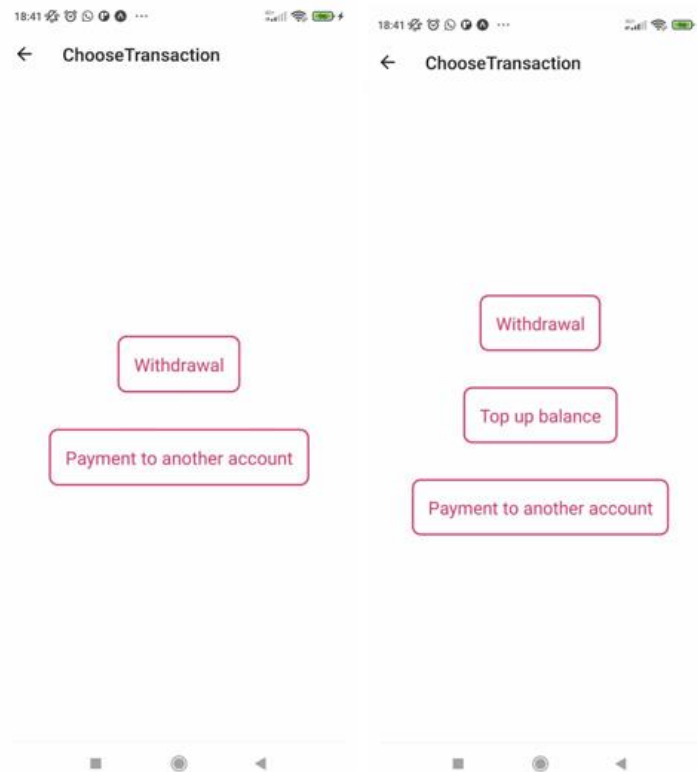 18:41
ChooseTransaction
Withdrawal
Payment to another account
18:41
ChooseTransaction
Withdrawal
Top up balance
Payment to another account